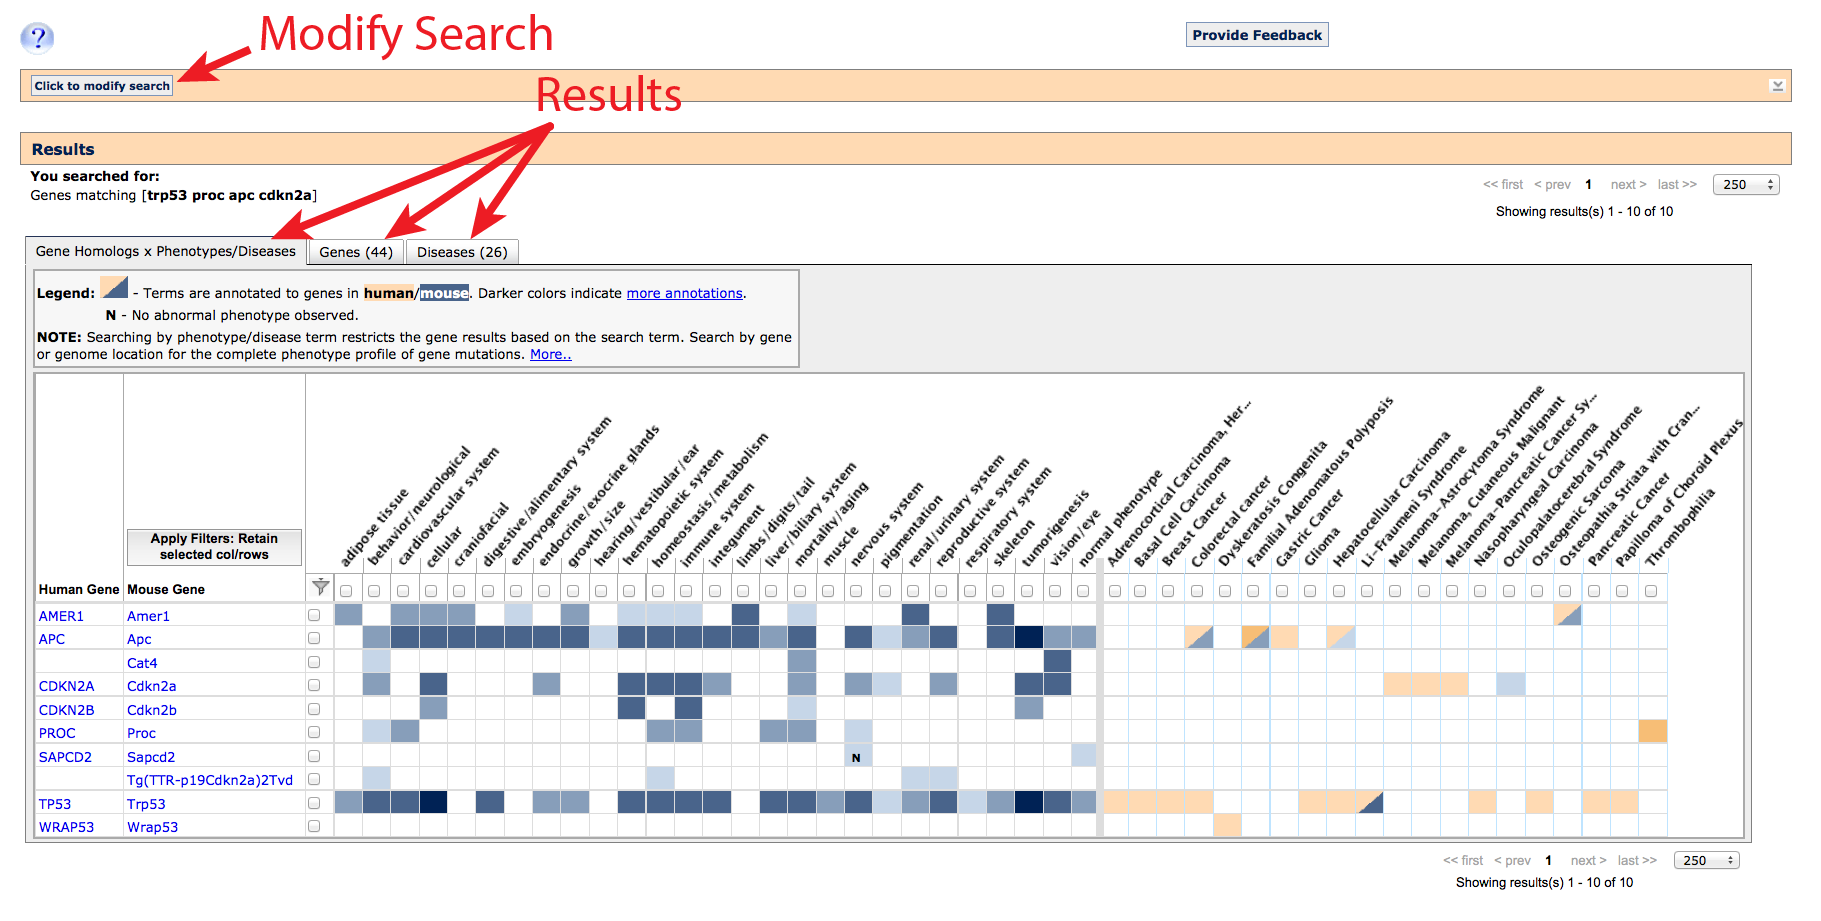 Modify Search
?
Provide Feedback
Click to modify search
Results
Results
You searched for:
Genes matching [trp53 proc apc cdkn2a]
<< first < prev 1 next > last >> 250
Showing results(s) 1 - 10 of 10
Gene Homologs x Phenotypes/Diseases
Genes (44)
Diseases (26)
Legend: - Terms are annotated to genes in human/mouse. Darker colors indicate more annotations.
N - No abnormal phenotype observed.
NOTE: Searching by phenotype/disease term restricts the gene results based on the search term. Search by gene
or genome location for the complete phenotype profile of gene mutations. More..
Apply Filters: Retain
selected col/rows
Human Gene Mouse Gene
adipose tissue
behavior/neurological
cardiovascular system
cellular
craniofacial
digestive/alimentary system
embryogenesis
endocrine/exocrine glands
growth/size
hearing/vestibular/ear
hematopoietic system
homeostasis/metabolism
immune system
integument
limbs/digits/tail
liver/biliary system
mortality/aging
muscle
nervous system
pigmentation
renal/urinary system
reproductive system
respiratory system
skeleton
tumorigenesis
vision/eye
normal phenotype
Adrenocortical Carcinoma, Her...
Basal Cell Carcinoma
Breast Cancer
Colorectal cancer
Dyskeratosis Congenita
Familial Adenomatous Polyposis
Gastric Cancer
Glioma
Hepatocellular Carcinoma
Li-Fraumeni Syndrome
Melanoma-Astrocytoma Syndrome
Melanoma, Cutaneous Malignant
Melanoma-Pancreatic Cancer Sy...
Nasopharyngeal Carcinoma
Oculopalatocerebral Syndrome
Osteogenic Sarcoma
Osteopathia Striata with Cran...
Pancreatic Cancer
Papilloma of Choroid Plexus
Thrombophilia
AMER1 Amer1
APC Apc
Cat4
CDKN2A Cdkn2a
CDKN2B Cdkn2b
PROC Proc
SAPCD2 Sapcd2 N
Tg(TTR-p19Cdkn2a)2Tvd
TP53 Trp53
WRAP53 Wrap53
<< first < prev 1 next > last >> 250
Showing results(s) 1 - 10 of 10